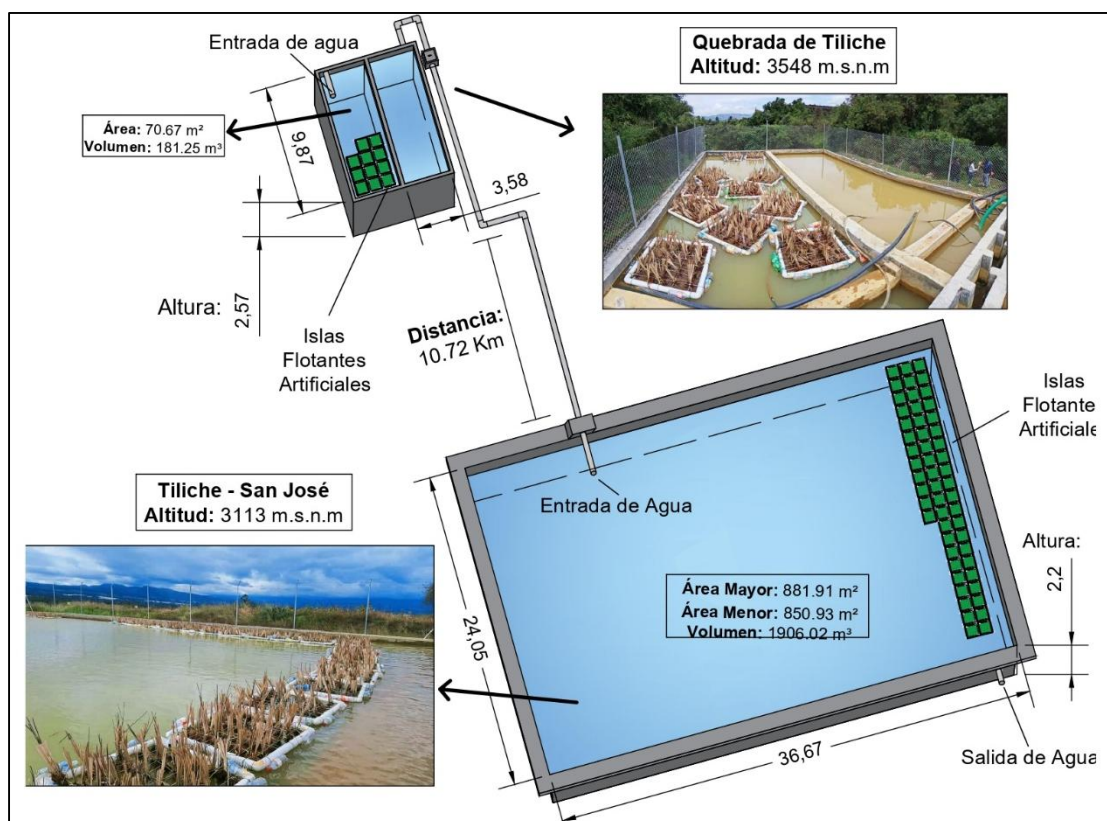 Entrada de agua
Área: 70.67 m²
Volumen: 181.25 m³
9,87
3,58
Altura:
2,57
Islas
Flotantes
Artificiales
Distancia:
10.72 Km
Quebrada de Tiliche
Altitud: 3548 m.s.n.m
Islas
Flotantes
Artificiale
Entrada de Agua
Tiliche - San José
Altitud: 3113 m.s.n.m
Área Mayor: 881.91 m²
Área Menor: 850.93 m²
Volumen: 1906.02 m³
Altura:
2,2
24,05
36,67
Salida de Agua